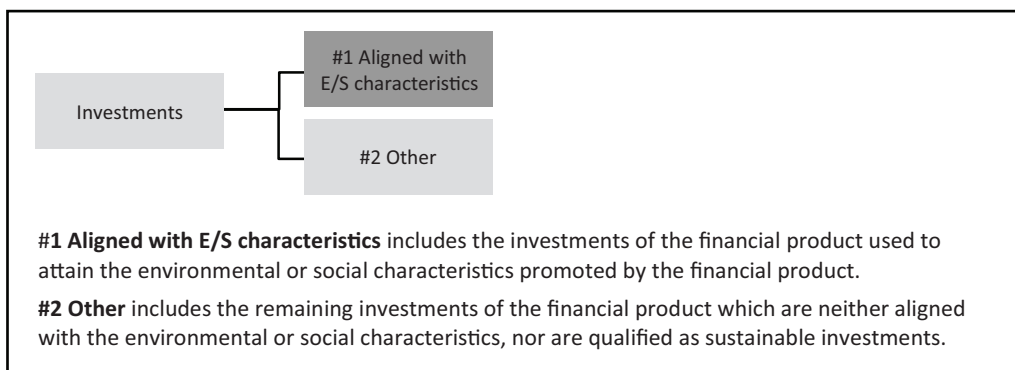 #1 Aligned with
E/S characteristics
Investments
#2 Other
#1 Aligned with E/S characteristics includes the investments of the financial product used to
attain the environmental or social characteristics promoted by the financial product.
#2 Other includes the remaining investments of the financial product which are neither aligned
with the environmental or social characteristics, nor are qualified as sustainable investments.